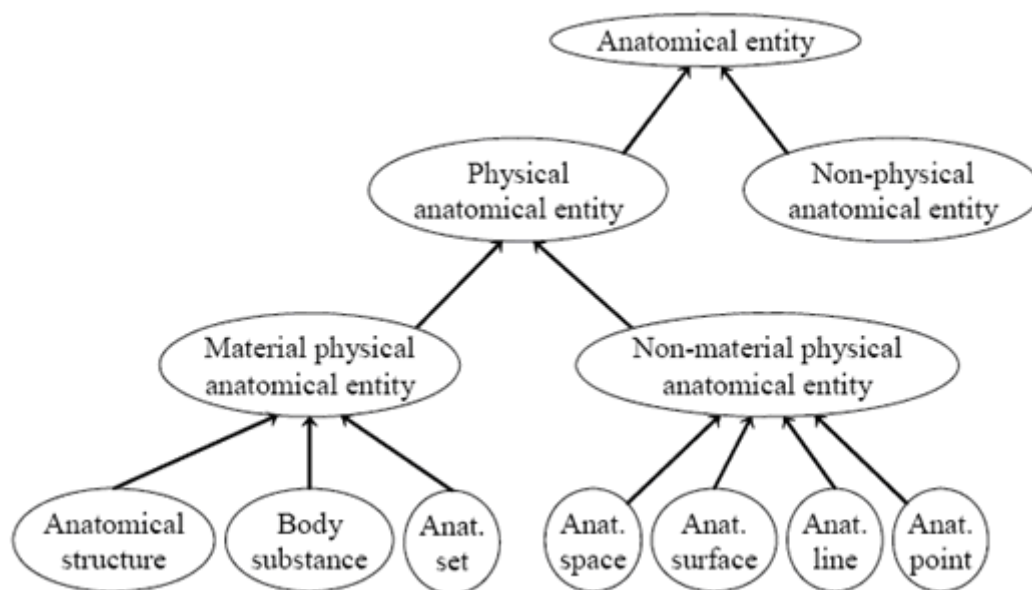 Anatomical entity
Physical
anatomical entity
Non-physical
anatomical entity
Material physical
anatomical entity
Non-material physical
anatomical entity
Anatomical
structure
Body
substance
Anat.
set
Anat.
space
Anat.
surface
Anat.
line
Anat.
point